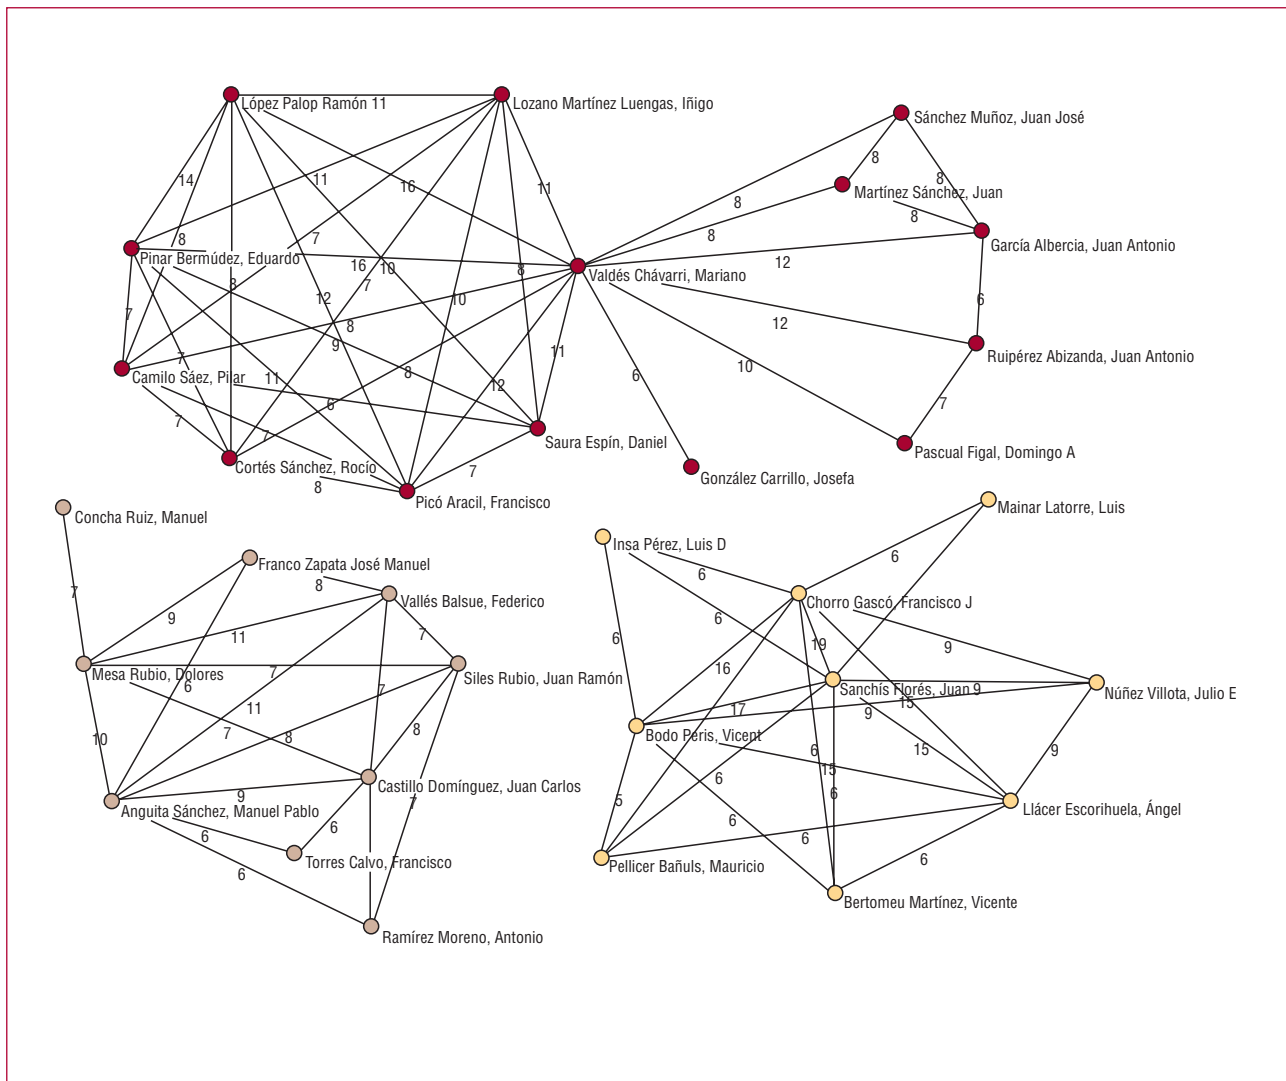 López Palop Ramón 11
Lozano Martínez Luengas, Iñigo
Sánchez Muñoz, Juan José
8
14
11
16
11
8
Martínez Sánchez, Juan
8
8
8
8
7
8
García Albercia, Juan Antonio
Pinar Bermúdez, Eduardo
16
10
12
8
Valdés Chávarri, Mariano
8
7
12
10
6
7
8
12
9
11
Ruipérez Abizanda, Juan Antonio
7
8
10
Camilo Sáez, Pilar
11
6
12
6
7
7
7
Saura Espín, Daniel
Pascual Figal, Domingo A
Cortés Sánchez, Rocío
7
González Carrillo, Josefa
8
Picó Aracil, Francisco
Mainar Latorre, Luis
Concha Ruiz, Manuel
Insa Pérez, Luis D
6
Franco Zapata José Manuel
6
8
7
Vallés Balsue, Federico
Chorro Gascó, Francisco J
9
6
11
7
6
19
9
Mesa Rubio, Dolores
7
Siles Rubio, Juan Ramón
16
6
7
Sanchís Florés, Juan 9
Núñez Villota, Julio E
11
17
15
9
7
8
8
Bodo Peris, Vicent
10
6
15
9
15
6
Castillo Domínguez, Juan Carlos
9
7
5
6
Anguita Sánchez, Manuel Pablo
Llácer Escorihuela, Ángel
6
6
6
6
Torres Calvo, Francisco
Pellicer Bañuls, Mauricio
6
6
Bertomeu Martínez, Vicente
Ramírez Moreno, Antonio